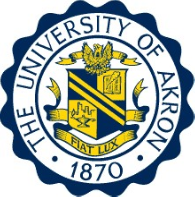 THE UNIVERSITY OF AKRON
FIAT LUX
1870